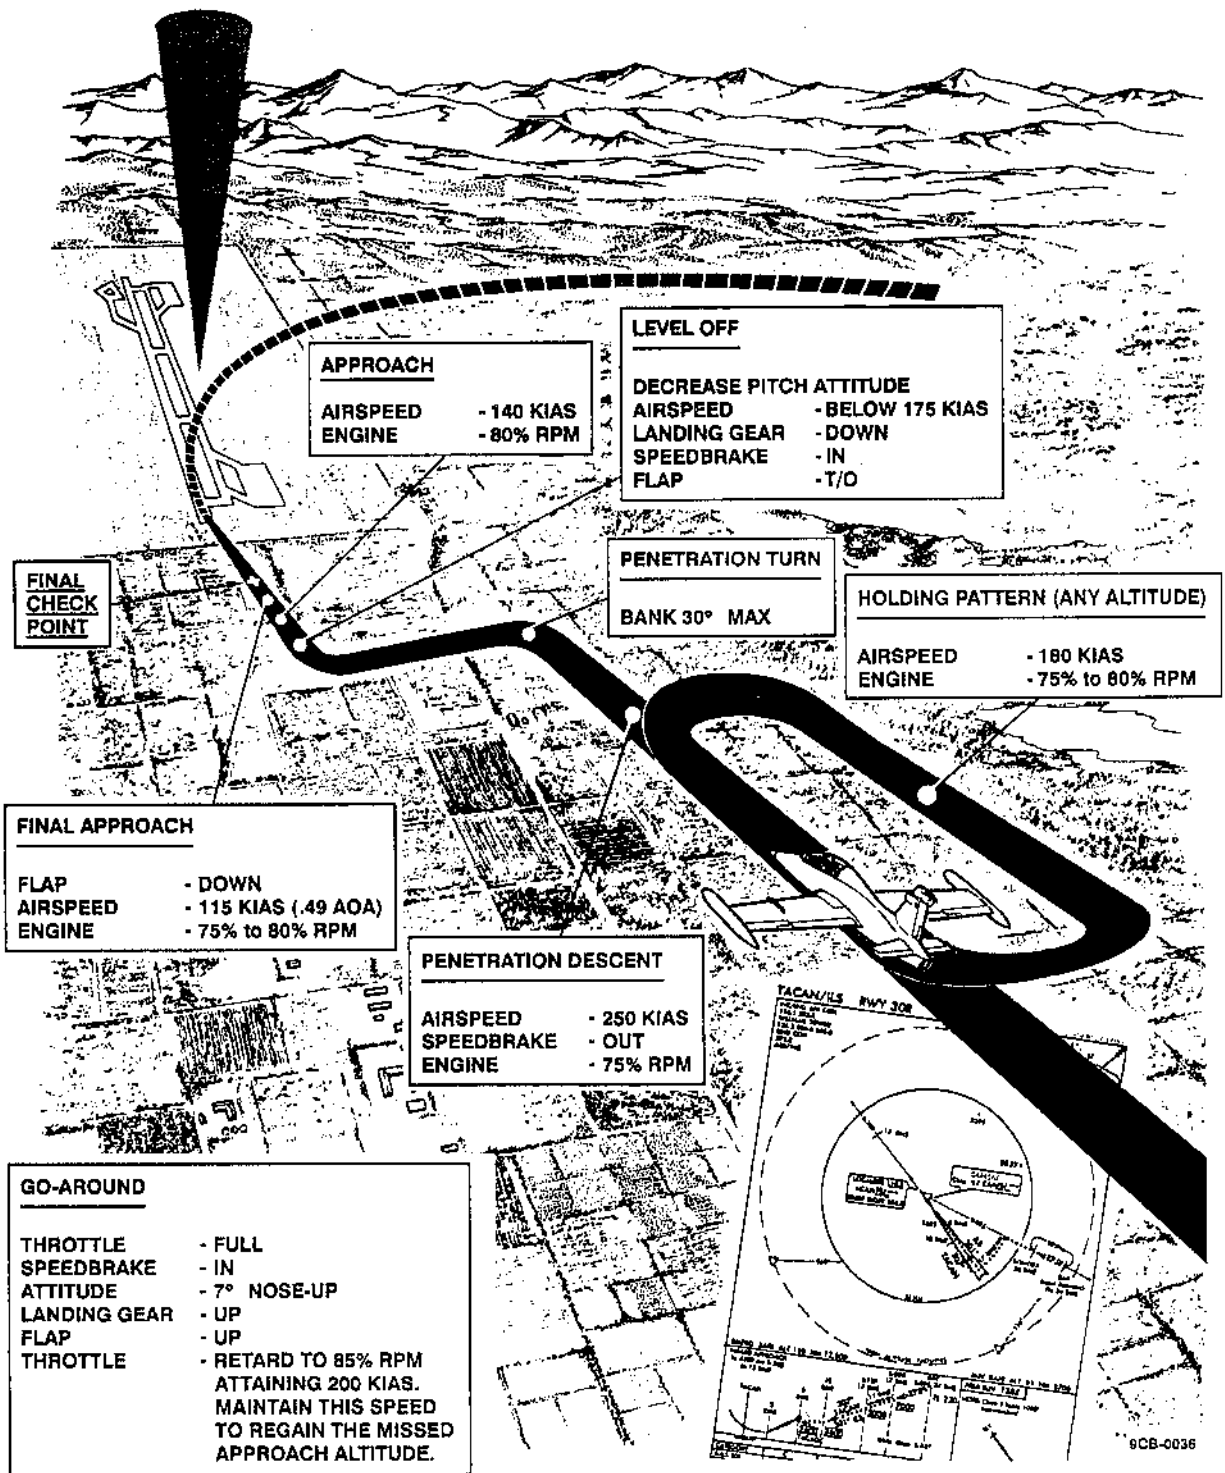 APPROACH
AIRSPEED - 140 KIAS
ENGINE - 80% RPM
LEVEL OFF
DECREASE PITCH ATTITUDE
AIRSPEED - BELOW 175 KIAS
LANDING GEAR - DOWN
SPEEDBRAKE - IN
FLAP - T/O
FINAL
CHECK
POINT
PENETRATION TURN
BANK 30° MAX
HOLDING PATTERN (ANY ALTITUDE)
AIRSPEED - 180 KIAS
ENGINE - 75% to 80% RPM
FINAL APPROACH
FLAP - DOWN
AIRSPEED - 115 KIAS (.49 AOA)
ENGINE - 75% to 80% RPM
PENETRATION DESCENT
AIRSPEED - 250 KIAS
SPEEDBRAKE - OUT
ENGINE - 75% RPM
TACAN/ILS RWY 30R
GO-AROUND
THROTTLE - FULL
SPEEDBRAKE - IN
ATTITUDE - 7° NOSE-UP
LANDING GEAR - UP
FLAP - UP
THROTTLE - RETARD TO 85% RPM
ATTAINING 200 KIAS.
MAINTAIN THIS SPEED
TO REGAIN THE MISSED
APPROACH ALTITUDE.
TACAN
9CB-0036